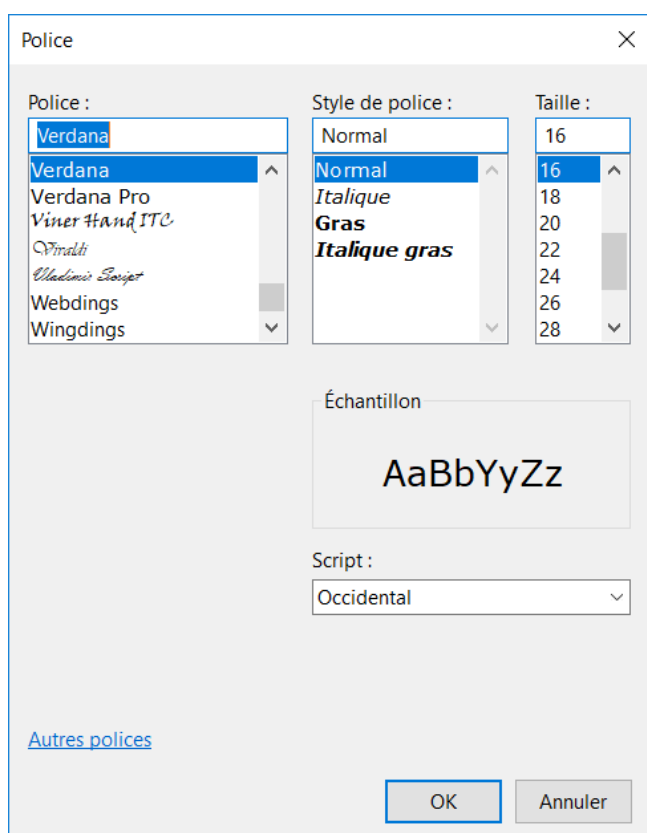 Police
Police :
Style de police :
Taille :
Verdana
Normal
16
Verdana
Verdana Pro
Viner Hand ITC
Vivaldi
Vladimir Script
Webdings
Wingdings
Normal
Italique
Gras
Italique gras
16
18
20
22
24
26
28
Échantillon
AaBbYyZz
Script :
Occidental
Autres polices
OK
Annuler